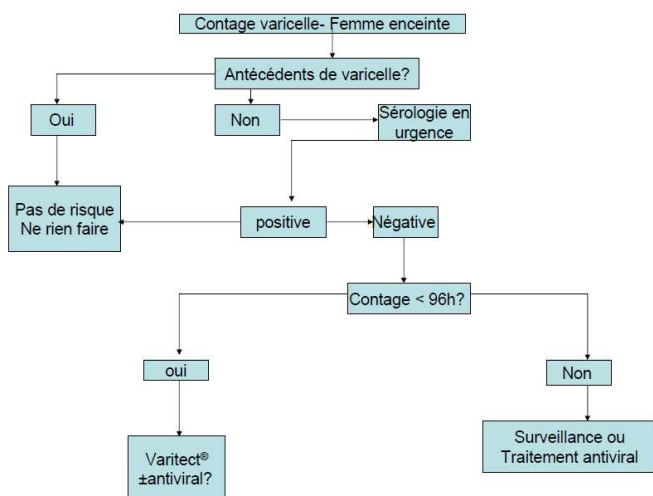 Contage varicelle- Femme enceinte
Antécédents de varicelle?
Oui
Non
Sérologie en
urgence
Pas de risque
Ne rien faire
positive
Négative
Contage < 96h?
oui
Non
Varitect®
±antiviral?
Surveillance ou
Traitement antiviral